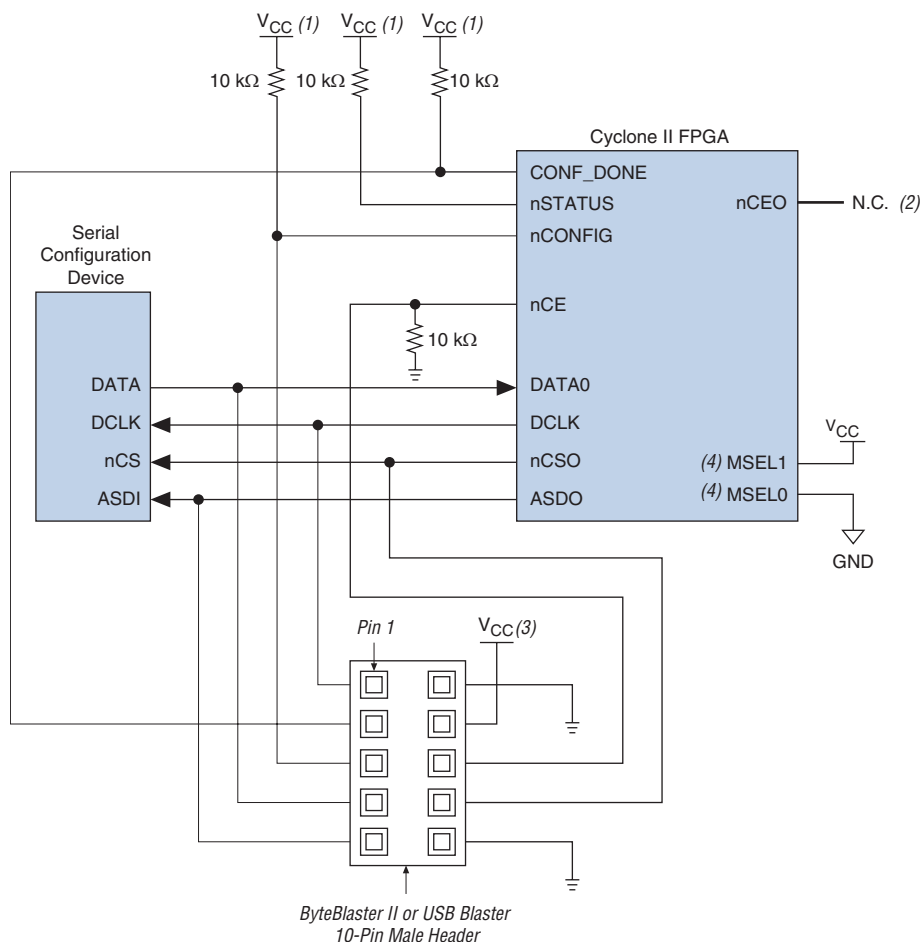 VCC (1) VCC (1) VCC (1)
10 kΩ 10 kΩ 10 kΩ
Cyclone II FPGA
CONF_DONE
nSTATUS
nCONFIG
nCEO
N.C. (2)
Serial
Configuration
Device
nCE
10 kΩ
DATA
DCLK
nCS
ASDI
DATA0
DCLK
nCSO
ASDO
VCC
(4) MSEL1
(4) MSEL0
GND
Pin 1
VCC (3)
ByteBlaster II or USB Blaster
10-Pin Male Header